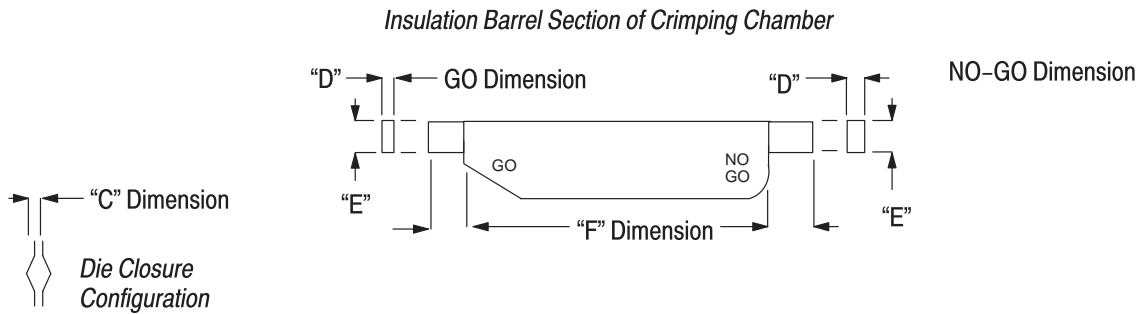 Insulation Barrel Section of Crimping Chamber
“D”
GO Dimension
“D”
NO–GO Dimension
GO
NO
GO
“E”
“E”
“F” Dimension
“C” Dimension
Die Closure
Configuration